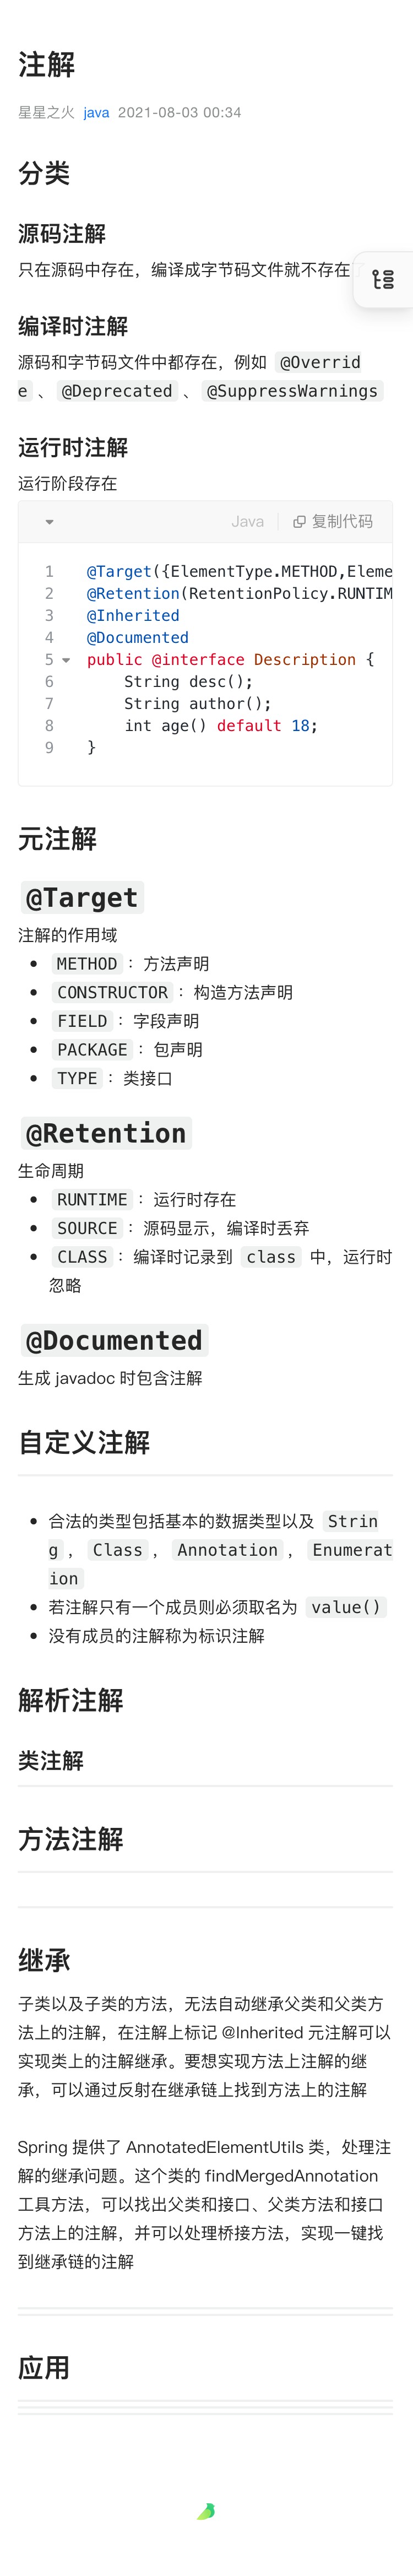 注解
星星之火 java 2021-08-03 00:34
分类
源码注解
只在源码中存在，编译成字节码文件就不存在
编译时注解
源码和字节码文件中都存在，例如 @Overrid
e 、 @Deprecated 、 @SuppressWarnings
运行时注解
运行阶段存在
Java 复制代码
1 @Target({ElementType.METHOD,Eleme
2 @Retention(RetentionPolicy.RUNTIM
3 @Inherited
4 @Documented
5 public @interface Description {
6 String desc();
7 String author();
8 int age() default 18;
9 }
元注解
@Target
注解的作用域
• METHOD ：方法声明
• CONSTRUCTOR ：构造方法声明
• FIELD ：字段声明
• PACKAGE ：包声明
• TYPE ：类接口
@Retention
生命周期
• RUNTIME ：运行时存在
• SOURCE ：源码显示，编译时丢弃
• CLASS ：编译时记录到 class 中，运行时
忽略
@Documented
生成 javadoc 时包含注解
自定义注解
• 合法的类型包括基本的数据类型以及 Strin
g ， Class ， Annotation ， Enumerat
ion
• 若注解只有一个成员则必须取名为 value()
• 没有成员的注解称为标识注解
解析注解
类注解
方法注解
继承
子类以及子类的方法，无法自动继承父类和父类方
法上的注解，在注解上标记 @Inherited 元注解可以
实现类上的注解继承。要想实现方法上注解的继
承，可以通过反射在继承链上找到方法上的注解
Spring 提供了 AnnotatedElementUtils 类，处理注
解的继承问题。这个类的 findMergedAnnotation
工具方法，可以找出父类和接口、父类方法和接口
方法上的注解，并可以处理桥接方法，实现一键找
到继承链的注解
应用